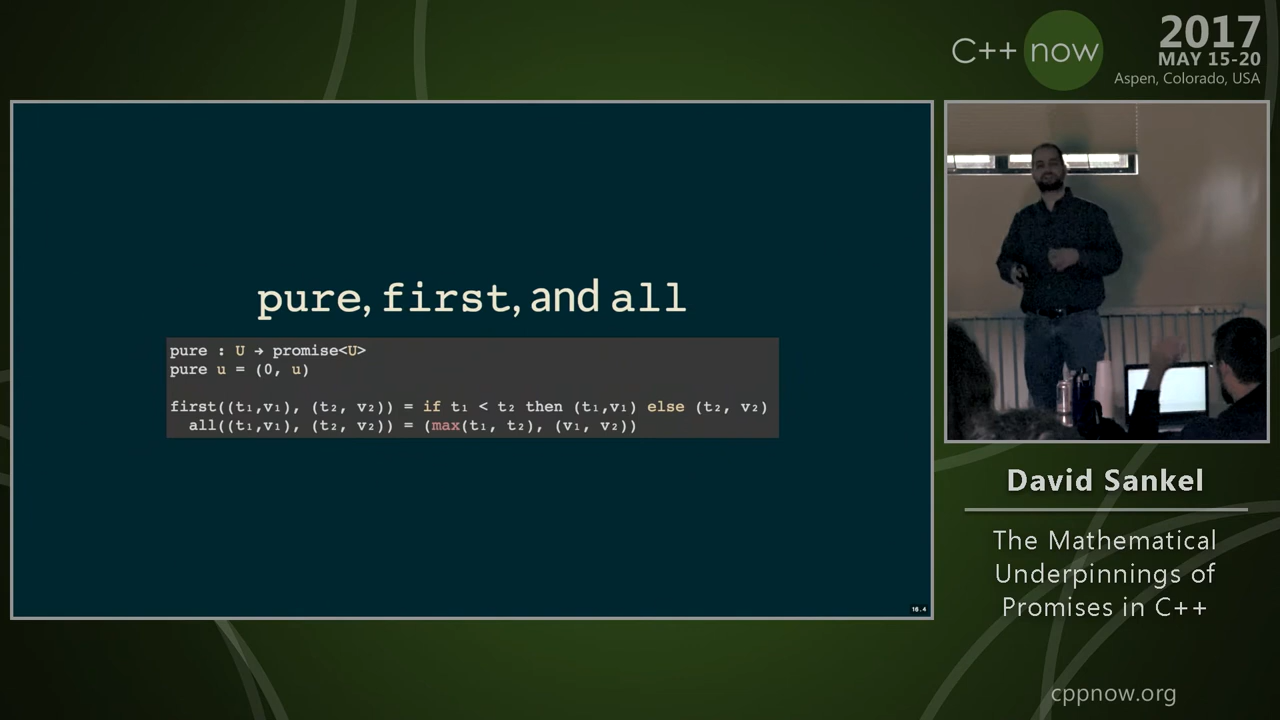 C++ now
2017
MAY 15-20
Aspen, Colorado, USA
pure, first, and all
pure : U → promise<U>
pure u = (0, u)
first((t₁,v₁), (t₂, v₂)) = if t₁ < t₂ then (t₁,v₁) else (t₂, v₂)
all((t₁,v₁), (t₂, v₂)) = (max(t₁, t₂), (v₁, v₂))
16.4
David Sankel
The Mathematical
Underpinnings of
Promises in C++
cppnow.org